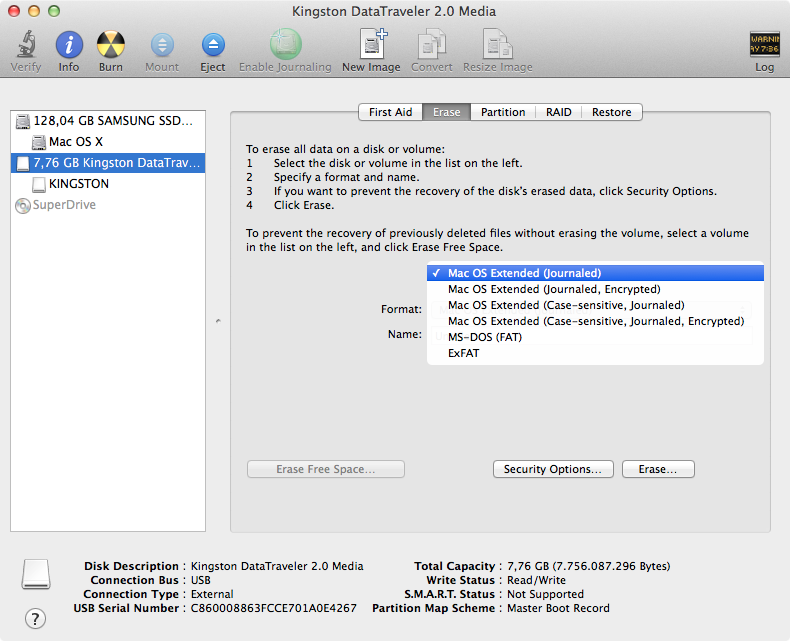 Kingston DataTraveler 2.0 Media
Verify Info Burn Mount Eject Enable Journaling New Image Convert Resize Image Log
WARNIN
AY 7:36
First Aid Erase Partition RAID Restore
128,04 GB SAMSUNG SSD...
Mac OS X
7,76 GB Kingston DataTrav...
KINGSTON
SuperDrive
To erase all data on a disk or volume:
1 Select the disk or volume in the list on the left.
2 Specify a format and name.
3 If you want to prevent the recovery of the disk's erased data, click Security Options.
4 Click Erase.
To prevent the recovery of previously deleted files without erasing the volume, select a volume
in the list on the left, and click Erase Free Space.
✓ Mac OS Extended (Journaled)
Mac OS Extended (Journaled, Encrypted)
Format: Mac OS Extended (Case-sensitive, Journaled)
Mac OS Extended (Case-sensitive, Journaled, Encrypted)
Name: MS-DOS (FAT)
ExFAT
Erase Free Space... Security Options... Erase...
Disk Description : Kingston DataTraveler 2.0 Media
Connection Bus : USB
Connection Type : External
USB Serial Number : C860008863FCCE701A0E4267
Total Capacity : 7,76 GB (7.756.087.296 Bytes)
Write Status : Read/Write
S.M.A.R.T. Status : Not Supported
Partition Map Scheme : Master Boot Record
?